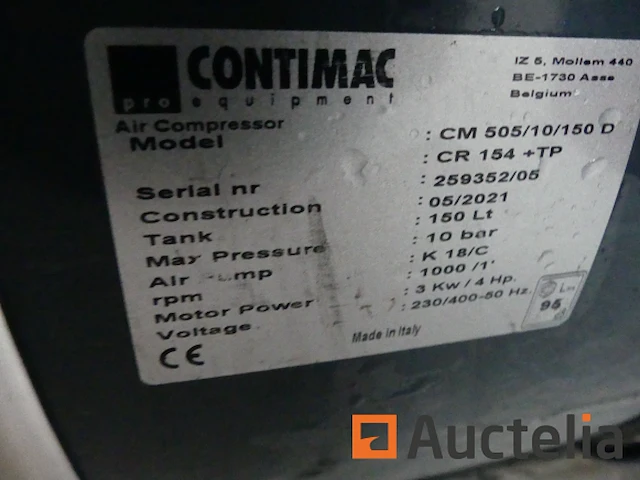 CONTIMAC
pro equipment
IZ 5, Mollem 440
BE-1730 Asse
Belgium
Air Compressor
Model : CM 505/10/150 D
: CR 154 +TP
Serial nr : 259352/05
Construction : 05/2021
Tank : 150 Lt
Max Pressure : 10 bar
Air Pump : K 18/C
rpm : 1000 /1'
Motor Power : 3 Kw / 4 Hp.
Voltage : 230/400-50 Hz.
CE
Made in Italy
95
Auctelia